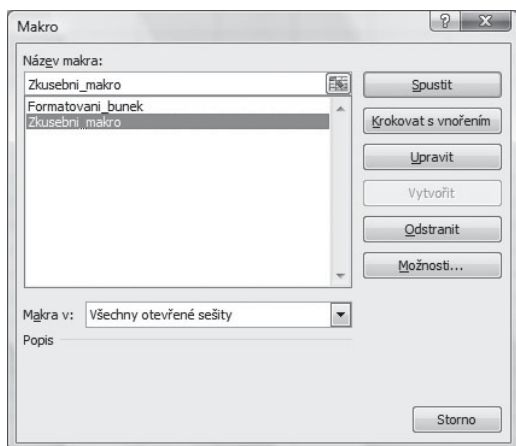 Makro
Název makra:
Zkusebni_makro
Formatovani_bunek
Zkusebni_makro
Spustit
Krokovat s vnořením
Upravit
Vytvořit
Odstranit
Možnosti...
Makra v: Všechny otevřené sešity
Popis
Storno